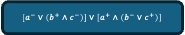 [a⁻ ∨ (b⁺ ∧ c⁻)] ∨ [a⁺ ∧ (b⁻ ∨ c⁺)]